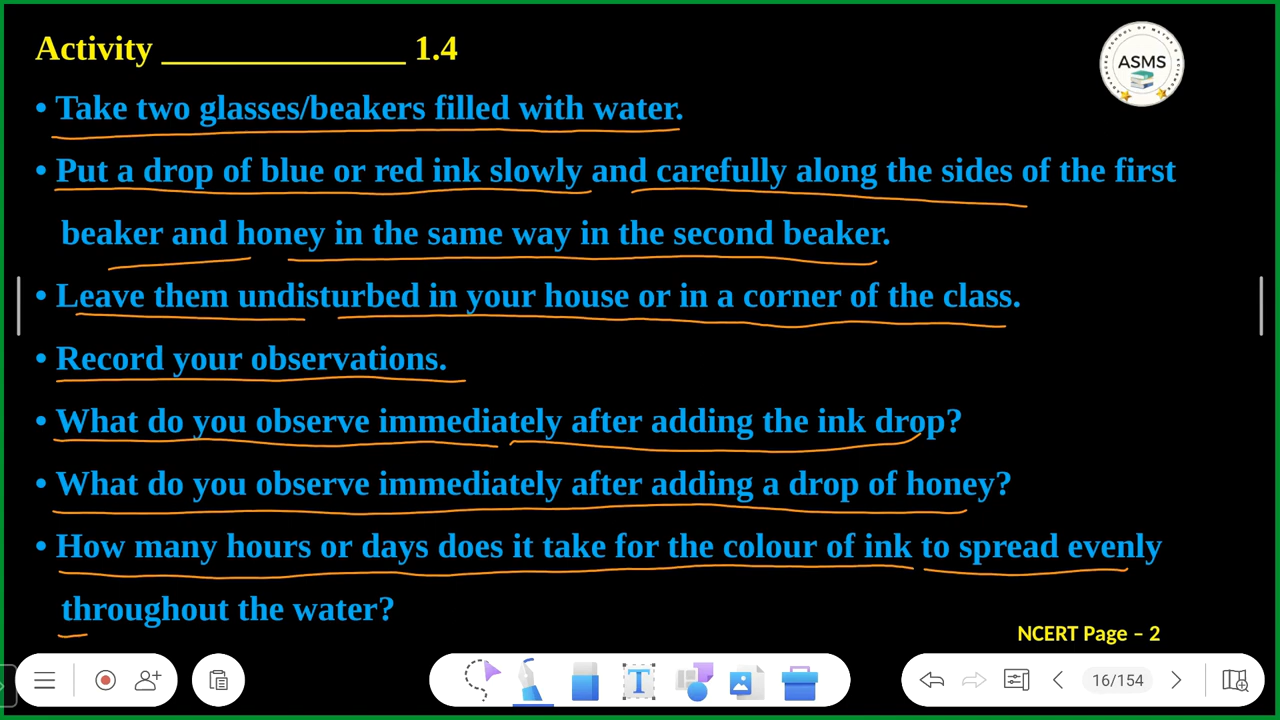 Activity ______________ 1.4
ASMS
• Take two glasses/beakers filled with water.
• Put a drop of blue or red ink slowly and carefully along the sides of the first
beaker and honey in the same way in the second beaker.
• Leave them undisturbed in your house or in a corner of the class.
• Record your observations.
• What do you observe immediately after adding the ink drop?
• What do you observe immediately after adding a drop of honey?
• How many hours or days does it take for the colour of ink to spread evenly
throughout the water?
NCERT Page – 2
T
16/154